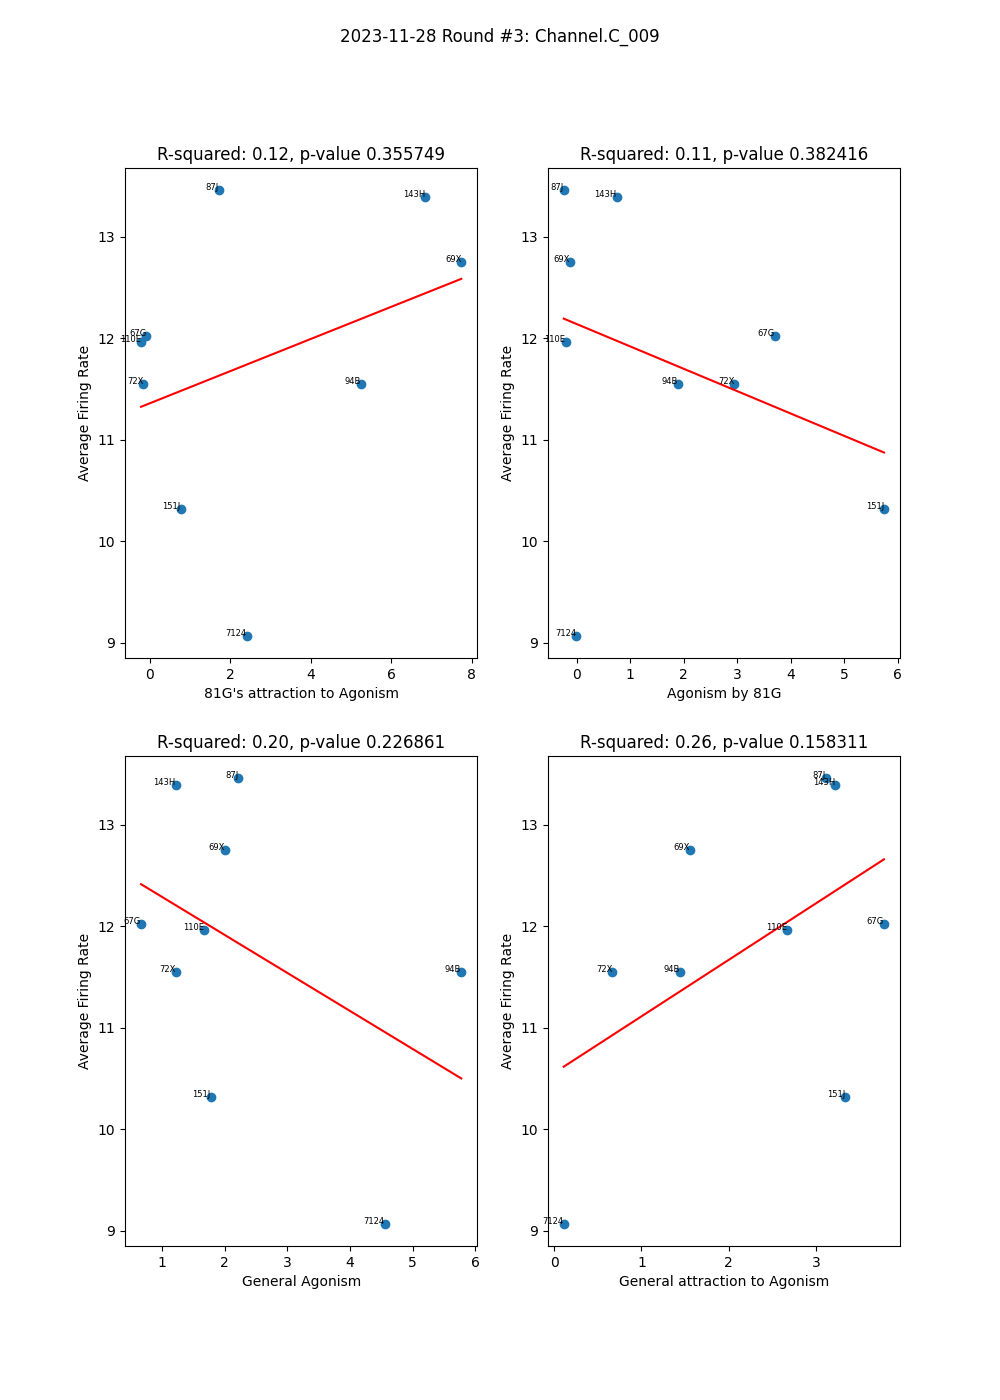 2023-11-28 Round #3: Channel.C_009
R-squared: 0.12, p-value 0.355749
87J
143H
69X
67G
110E
72X
94B
151J
7124
13
12
11
10
9
Average Firing Rate
0 2 4 6 8
81G's attraction to Agonism
R-squared: 0.11, p-value 0.382416
87J
143H
69X
67G
110E
94B
72X
151J
7124
13
12
11
10
9
Average Firing Rate
0 1 2 3 4 5 6
Agonism by 81G
R-squared: 0.20, p-value 0.226861
87J
143H
69X
67G
110E
72X
94B
151J
7124
13
12
11
10
9
Average Firing Rate
1 2 3 4 5 6
General Agonism
R-squared: 0.26, p-value 0.158311
87J
143H
69X
67G
110E
72X
94B
151J
7124
13
12
11
10
9
Average Firing Rate
0 1 2 3
General attraction to Agonism